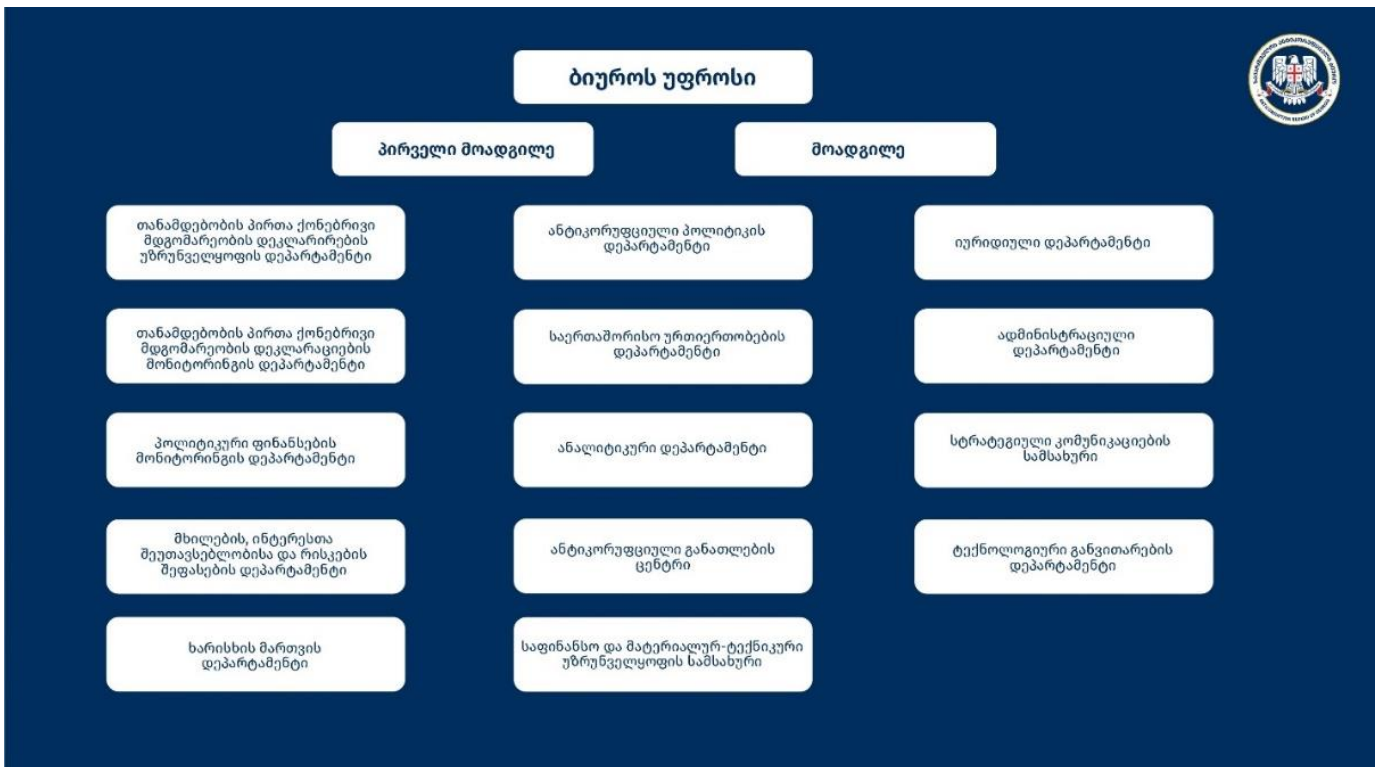 ბიუროს უფროსი
პირველი მოადგილე
მოადგილე
თანამდებობის პირთა ქონებრივი
მდგომარეობის დეკლარირების
უზრუნველყოფის დეპარტამენტი
ანტიკორუფციული პოლიტიკის
დეპარტამენტი
იურიდიული დეპარტამენტი
თანამდებობის პირთა ქონებრივი
მდგომარეობის დეკლარაციების
მონიტორინგის დეპარტამენტი
საერთაშორისო ურთიერთობების
დეპარტამენტი
ადმინისტრაციული
დეპარტამენტი
პოლიტიკური ფინანსების
მონიტორინგის დეპარტამენტი
ანალიტიკური დეპარტამენტი
სტრატეგიული კომუნიკაციების
სამსახური
მხილების, ინტერესთა
შეუთავსებლობისა და რისკების
შეფასების დეპარტამენტი
ანტიკორუფციული განათლების
ცენტრი
ტექნოლოგიური განვითარების
დეპარტამენტი
ხარისხის მართვის
დეპარტამენტი
საფინანსო და მატერიალურ-ტექნიკური
უზრუნველყოფის სამსახური